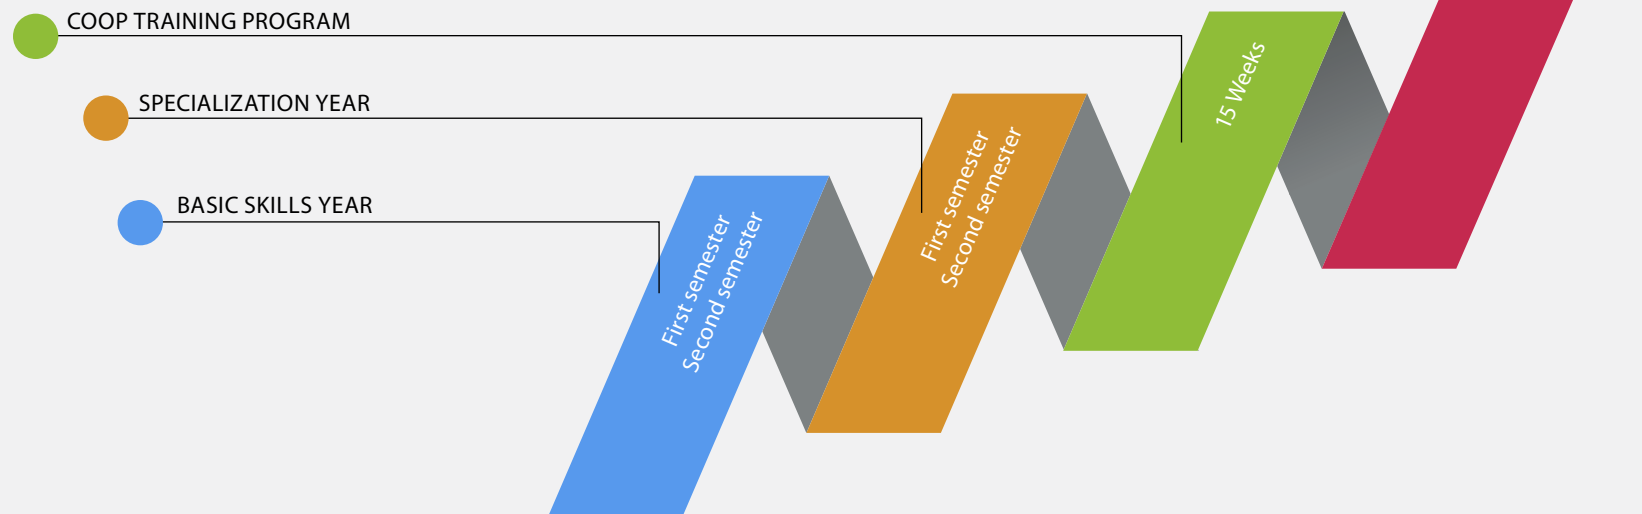 COOP TRAINING PROGRAM
SPECIALIZATION YEAR
BASIC SKILLS YEAR
First semester
Second semester
First semester
Second semester
15 Weeks